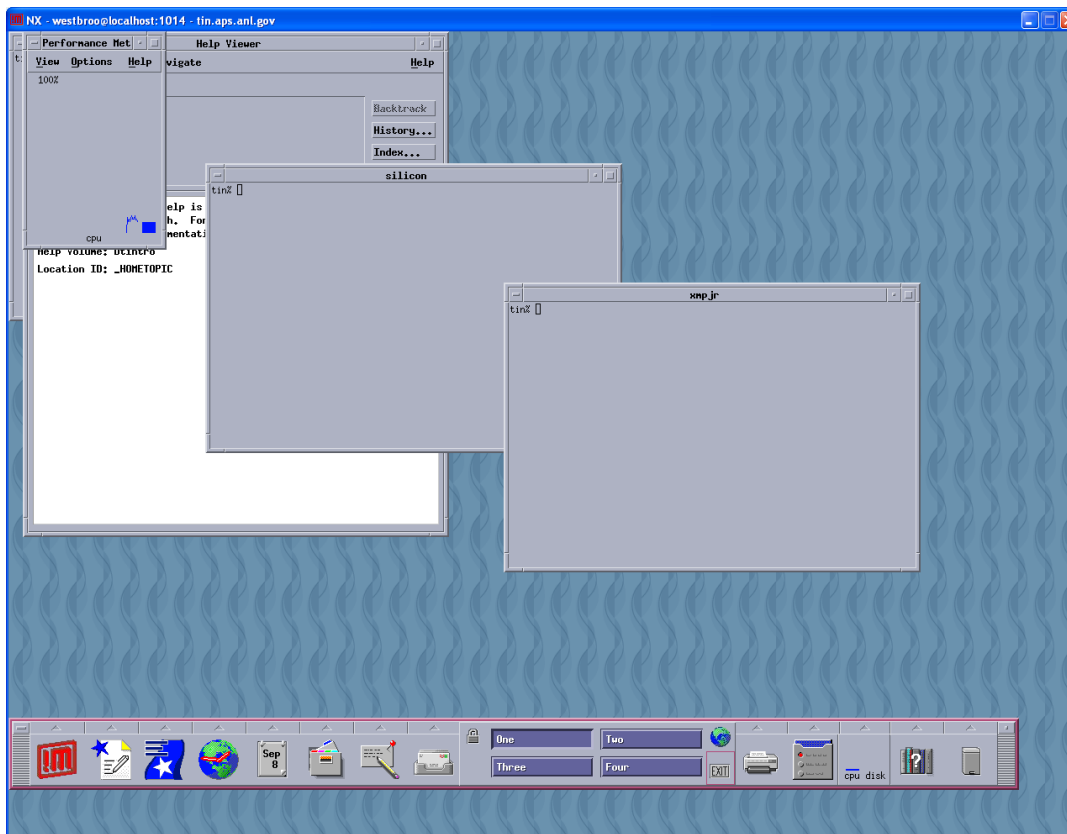 NX - westbroo@localhost:1014 - tin.aps.anl.gov
Performance Met
Help Viewer
View Options Help
vigate
Help
100%
Backtrack
History...
Index...
silicon
tin% 
elp is
h. For
mentati
cpu
Help Volume: Dtintro
Location ID: _HOMETOPIC
xmpjr
tin% 
One
Two
Three
Four
Sep
8
EXIT
cpu disk
?